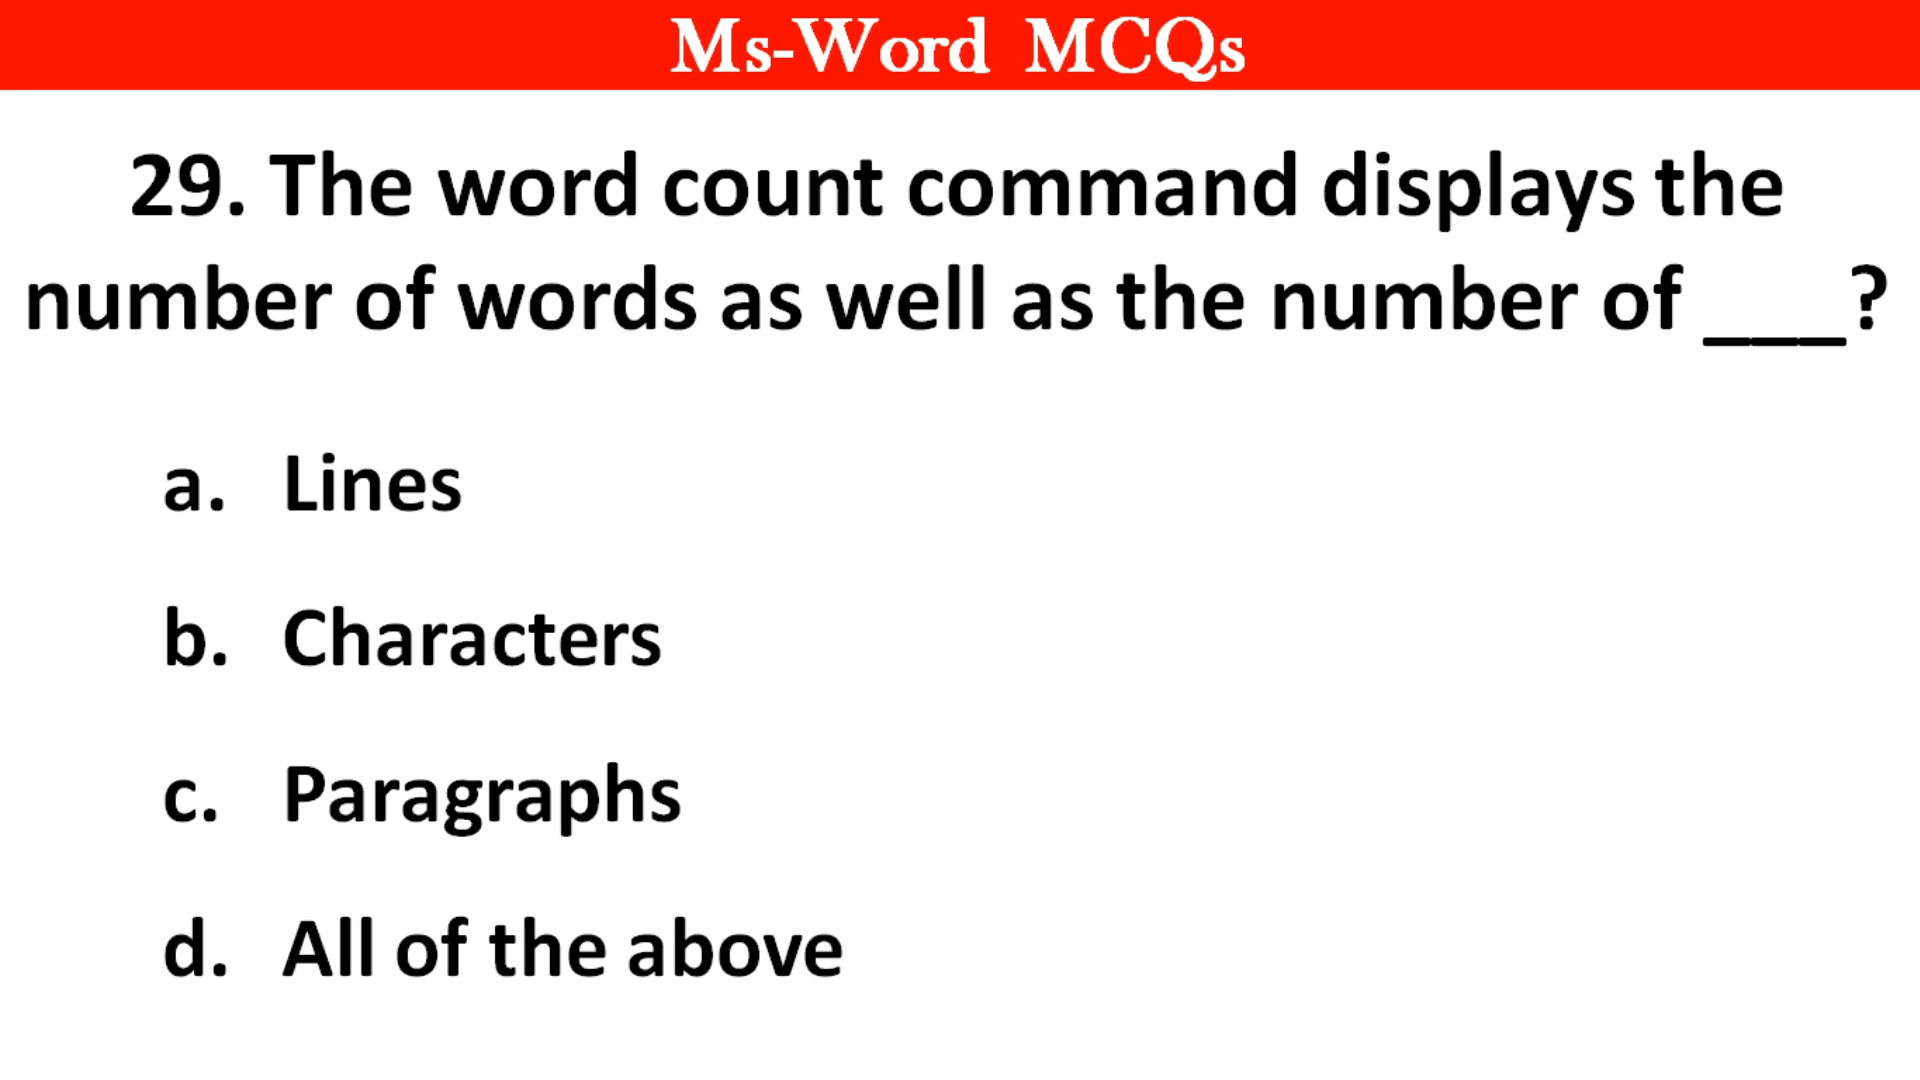 Ms-Word MCQs
29. The word count command displays the
number of words as well as the number of ___?
a. Lines
b. Characters
c. Paragraphs
d. All of the above